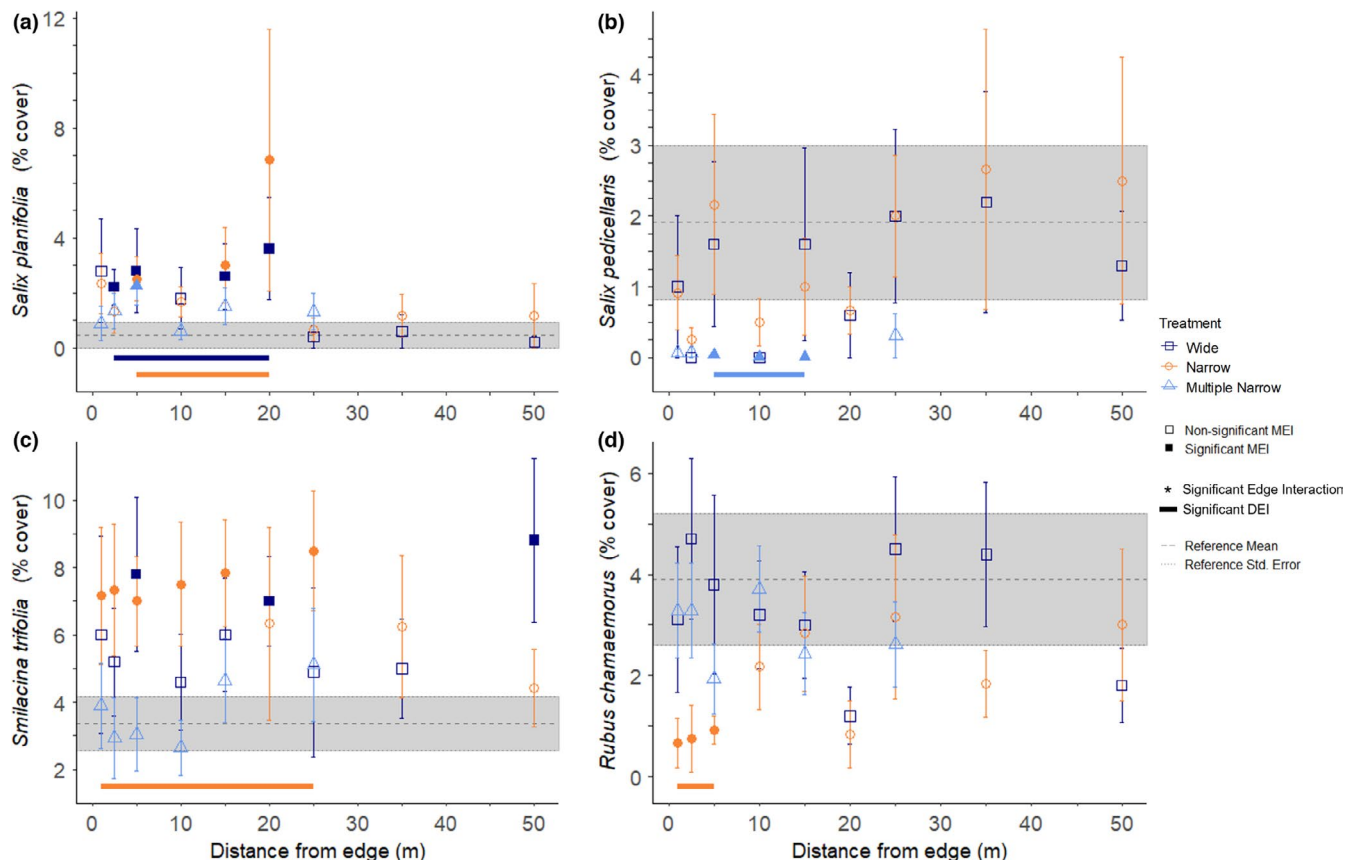 (a)
12
8
4
0
Salix planifolia (% cover)
0 10 20 30 40 50
(b)
4
3
2
1
0
Salix pedicellaris (% cover)
0 10 20 30 40 50
(c)
10
8
6
4
2
Smilacina trifolia (% cover)
0 10 20 30 40 50
Distance from edge (m)
(d)
6
4
2
0
Rubus chamaemorus (% cover)
0 10 20 30 40 50
Distance from edge (m)
Treatment
Wide
Narrow
Multiple Narrow
Non-significant MEI
Significant MEI
Significant Edge Interaction
Significant DEI
Reference Mean
Reference Std. Error